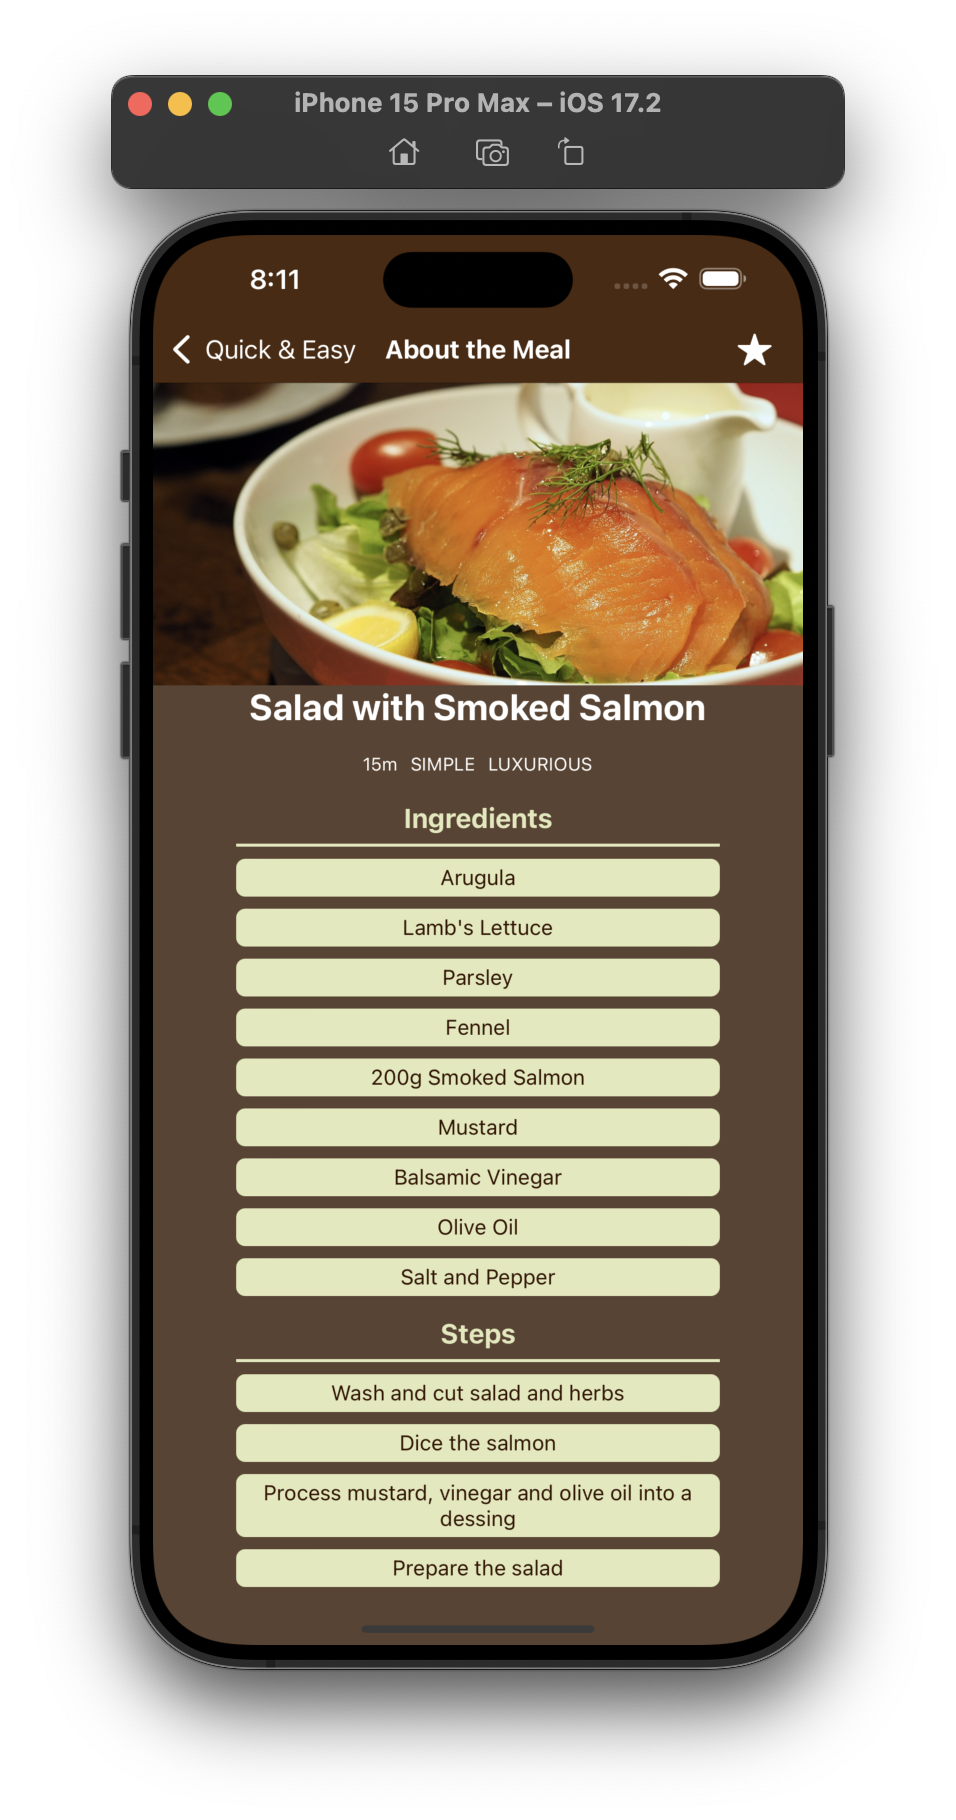 iPhone 15 Pro Max – iOS 17.2
8:11
Quick & Easy
About the Meal
Salad with Smoked Salmon
15m SIMPLE LUXURIOUS
Ingredients
Arugula
Lamb's Lettuce
Parsley
Fennel
200g Smoked Salmon
Mustard
Balsamic Vinegar
Olive Oil
Salt and Pepper
Steps
Wash and cut salad and herbs
Dice the salmon
Process mustard, vinegar and olive oil into a
dessing
Prepare the salad